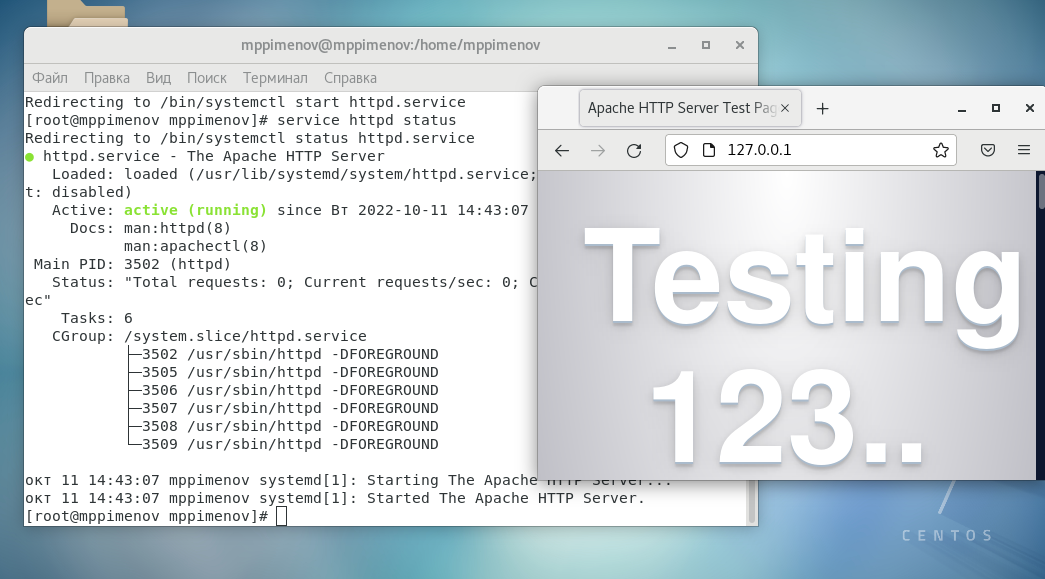 mppimenov@mppimenov:/home/mppimenov
Файл Правка Вид Поиск Терминал Справка
Redirecting to /bin/systemctl start httpd.service
[root@mppimenov mppimenov]# service httpd status
Redirecting to /bin/systemctl status httpd.service
● httpd.service - The Apache HTTP Server
Loaded: loaded (/usr/lib/systemd/system/httpd.service;
t: disabled)
Active: active (running) since Вт 2022-10-11 14:43:07
Docs: man:httpd(8)
man:apachectl(8)
Main PID: 3502 (httpd)
Status: "Total requests: 0; Current requests/sec: 0; C
ec"
Tasks: 6
CGroup: /system.slice/httpd.service
├─3502 /usr/sbin/httpd -DFOREGROUND
├─3505 /usr/sbin/httpd -DFOREGROUND
├─3506 /usr/sbin/httpd -DFOREGROUND
├─3507 /usr/sbin/httpd -DFOREGROUND
├─3508 /usr/sbin/httpd -DFOREGROUND
└─3509 /usr/sbin/httpd -DFOREGROUND
окт 11 14:43:07 mppimenov systemd[1]: Starting The Apache HTTP Server...
окт 11 14:43:07 mppimenov systemd[1]: Started The Apache HTTP Server.
[root@mppimenov mppimenov]#
Apache HTTP Server Test Pag
127.0.0.1
Testing
123..
CENTOS